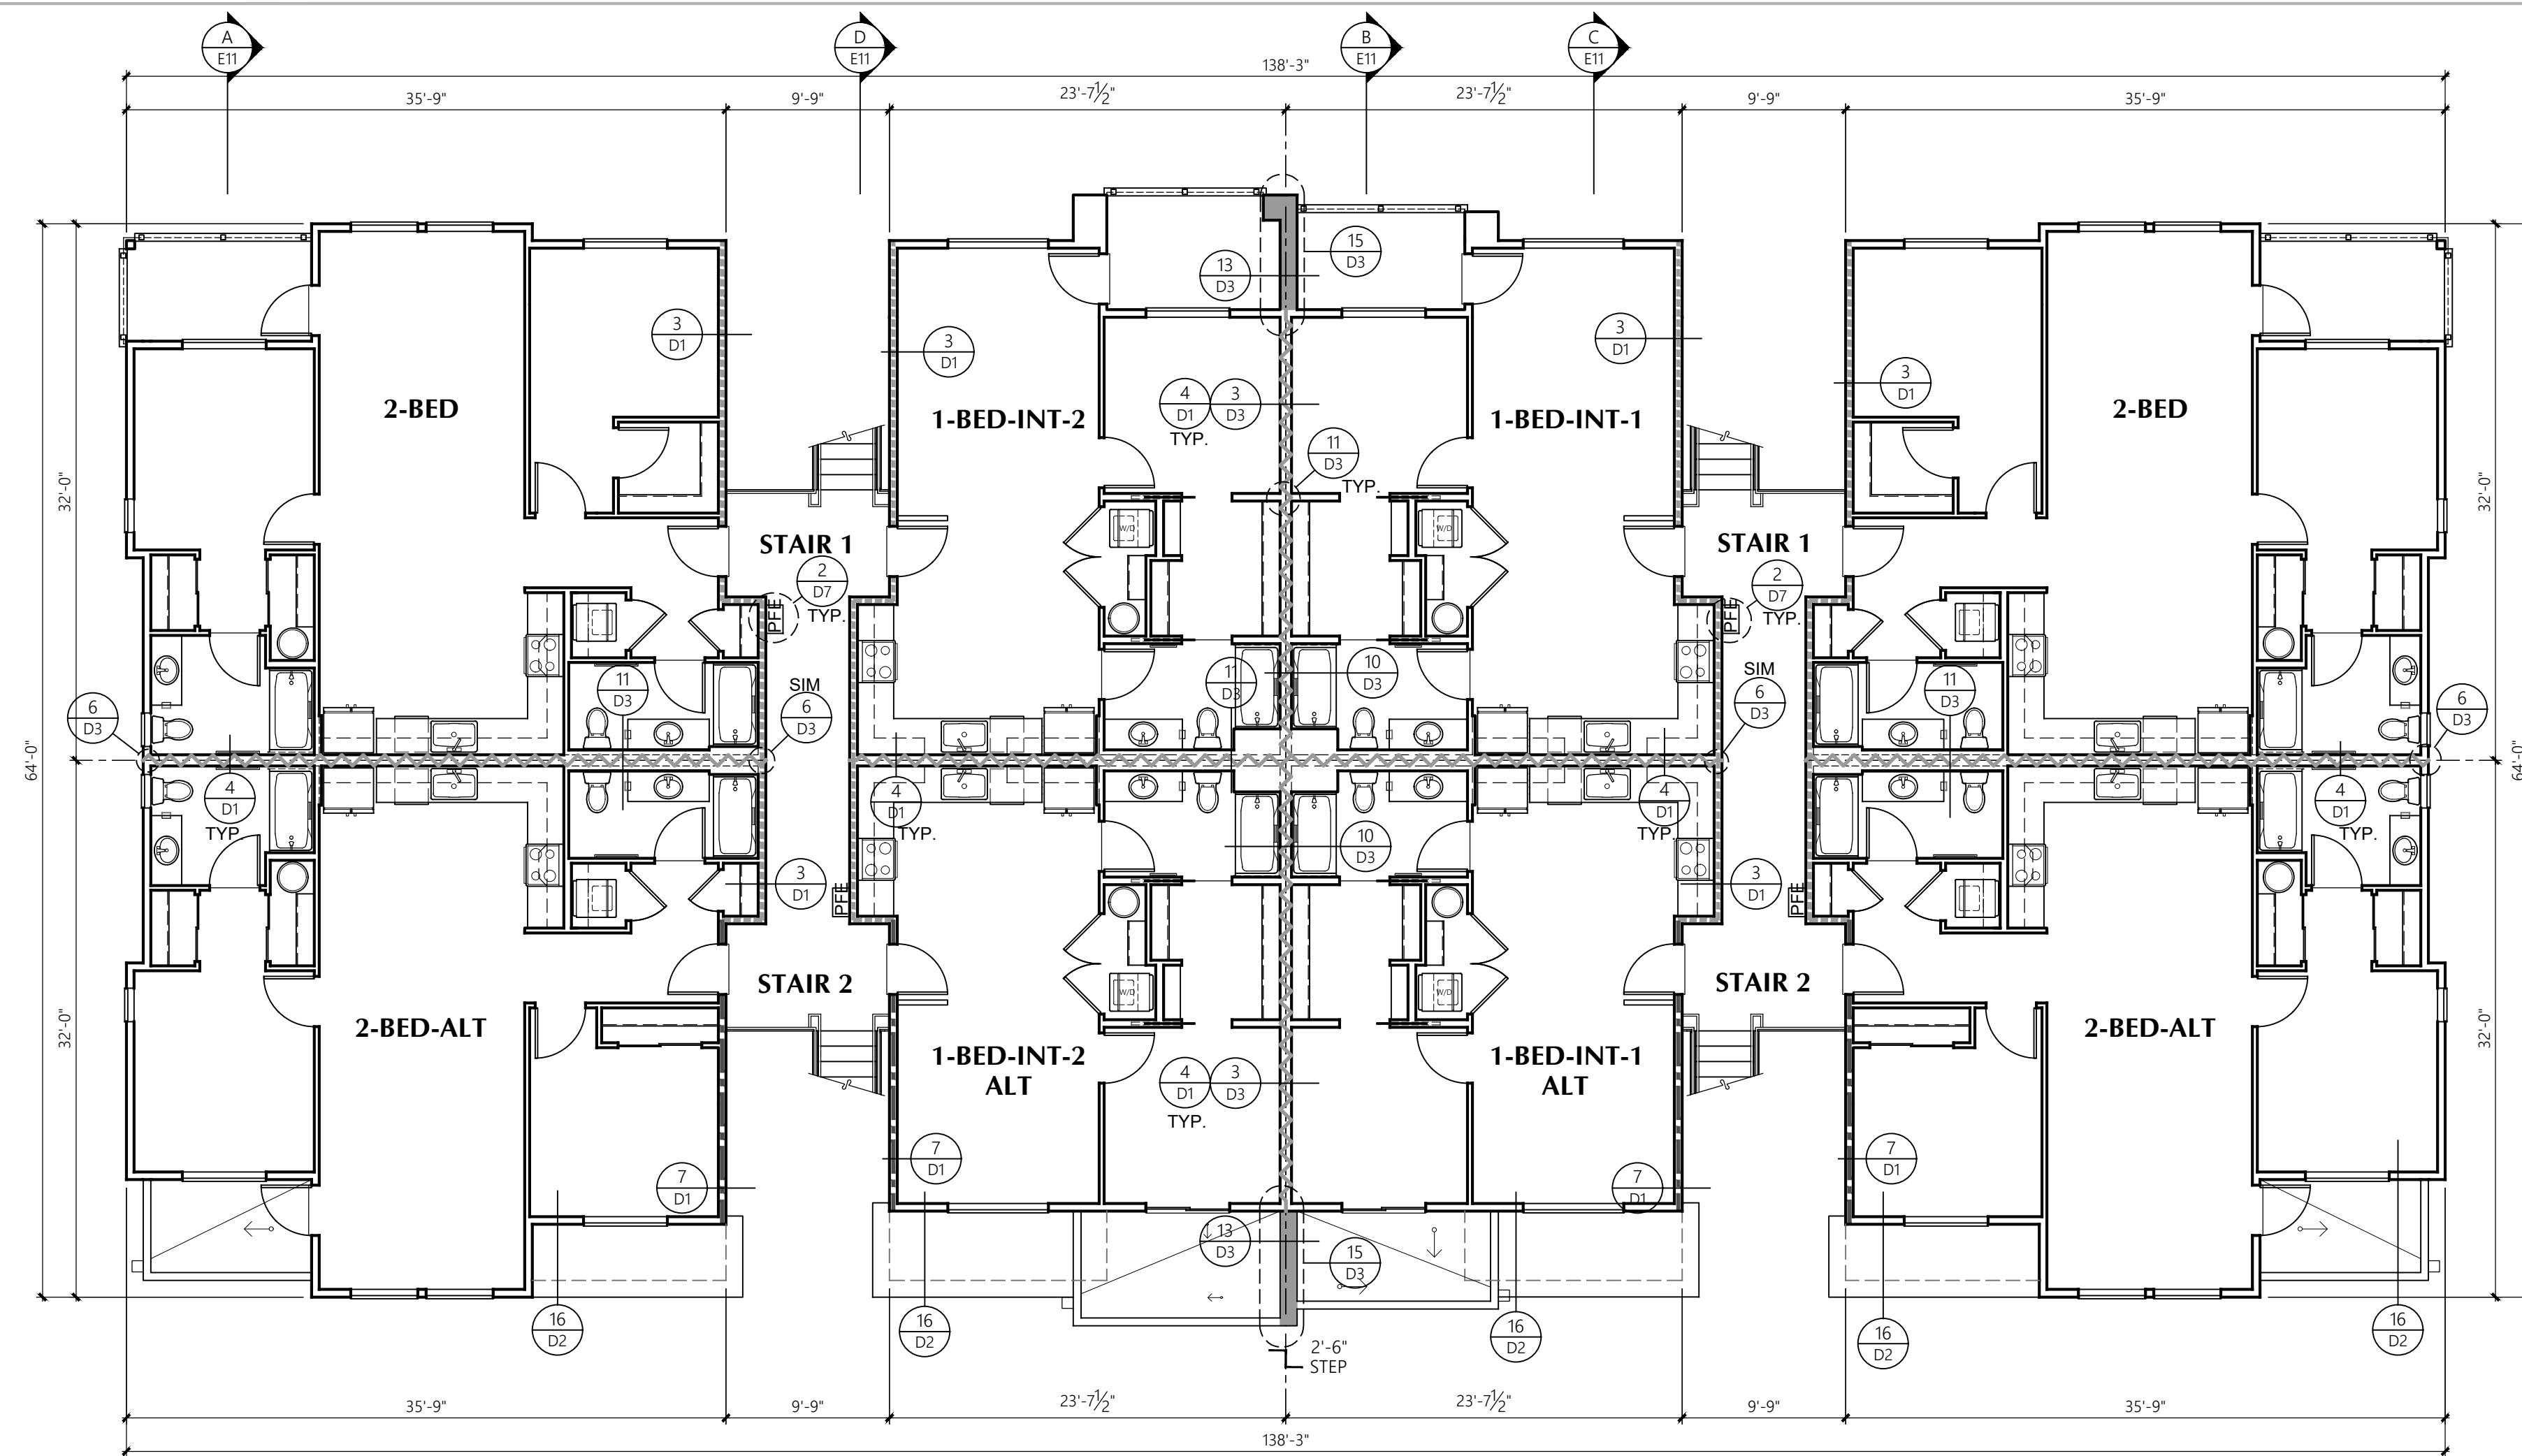 A
E11
D
E11
B
E11
C
E11
138'-3"
35'-9"
9'-9"
23'-7½"
23'-7½"
9'-9"
35'-9"
13
D3
15
D3
3
D1
3
D1
3
D1
3
D1
2-BED
1-BED-INT-2
4
D1
TYP.
3
D3
1-BED-INT-1
2-BED
11
D3
TYP.
32'-0"
32'-0"
W/D
W/D
STAIR 1
STAIR 1
2
D7
TYP.
2
D7
TYP.
PFE
PFE
11
D3
SIM
6
D3
11
D3
10
D3
SIM
6
D3
11
D3
6
D3
6
D3
64'-0"
64'-0"
4
D1
TYP.
4
D1
TYP.
4
D1
TYP.
4
D1
TYP.
10
D3
3
D1
3
D1
PFE
PFE
STAIR 2
STAIR 2
W/D
W/D
32'-0"
32'-0"
2-BED-ALT
1-BED-INT-2
ALT
4
D1
TYP.
3
D3
1-BED-INT-1
ALT
2-BED-ALT
7
D1
7
D1
7
D1
7
D1
13
D3
15
D3
16
D2
16
D2
16
D2
16
D2
16
D2
2'-6"
STEP
35'-9"
9'-9"
23'-7½"
23'-7½"
9'-9"
35'-9"
138'-3"